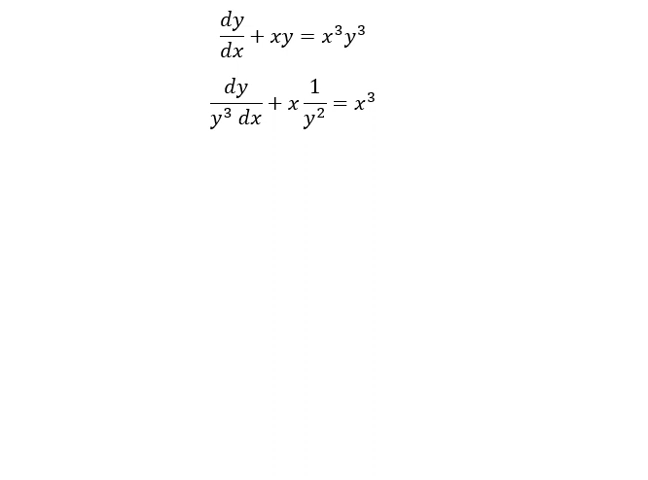 dy/dx + xy = x³y³
dy/y³ dx + x 1/y² = x³